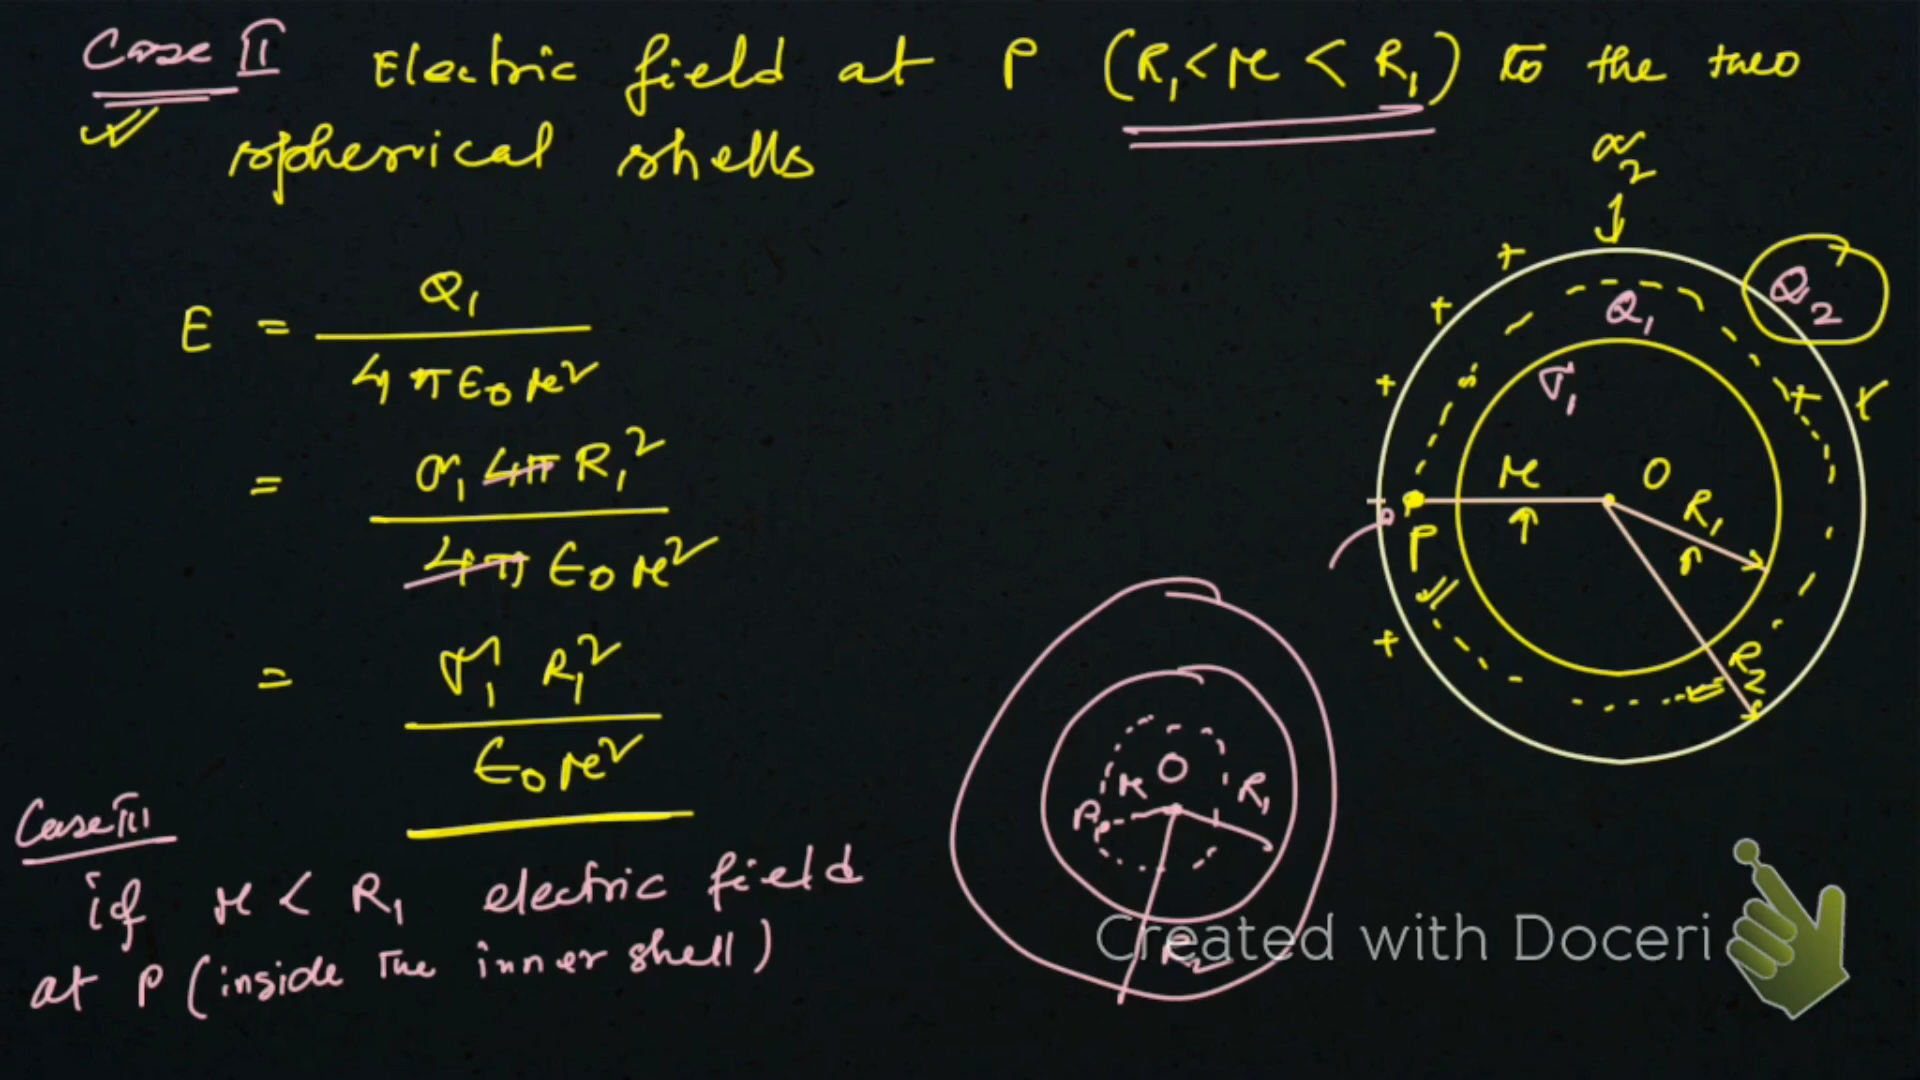 Case II Electric field at P (R₁ < r < R₁) to the two
spherical shells
E = Q₁ / 4πε₀r²
= σ₁ 4π R₁² / 4π ε₀ r²
= σ₁ R₁² / ε₀ r²
Case III
if r < R₁ electric field
at P (inside the inner shell)
σ₂
Q₂
Q₁
σ₁
r O
R₁
P
R₂
O
r R₁
P
R₂
Created with Doceri